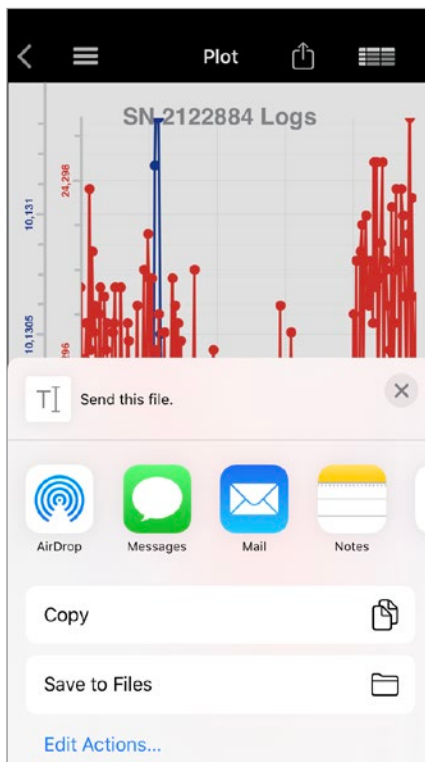 Plot
SN 2122884 Logs
24,298
10,131
10,1305
296
T
Send this file.
AirDrop Messages Mail Notes
Copy
Save to Files
Edit Actions...